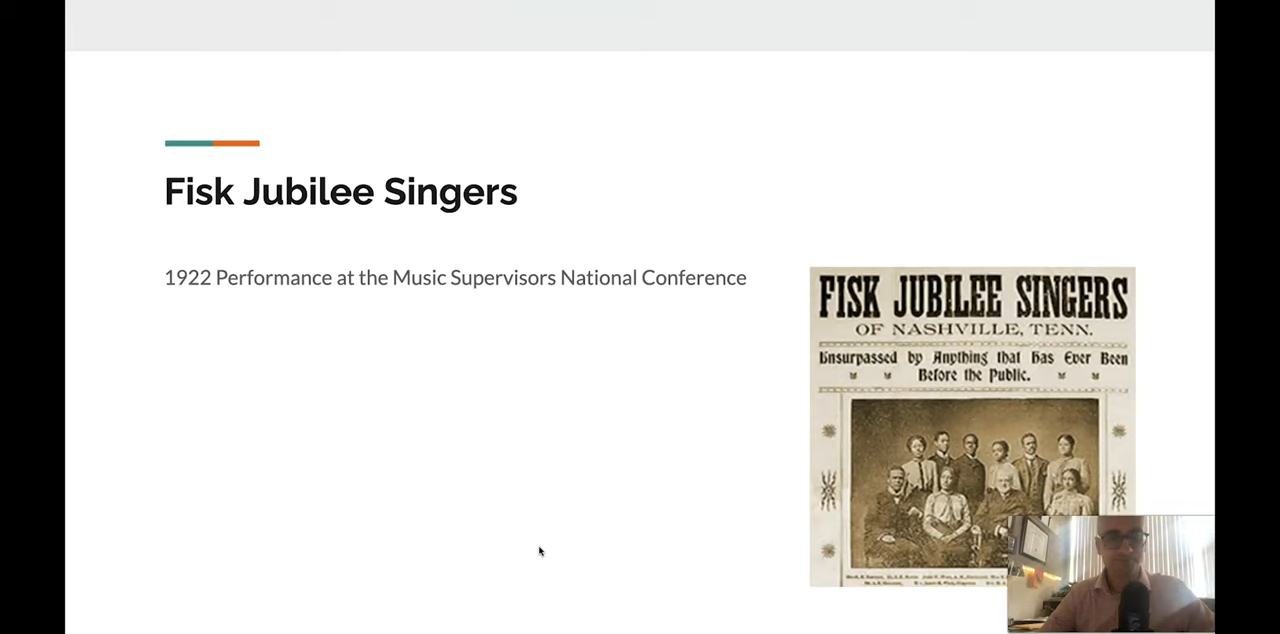 Fisk Jubilee Singers
1922 Performance at the Music Supervisors National Conference
FISK JUBILEE SINGERS
OF NASHVILLE, TENN.
Unsurpassed by Anything that has Ever Been
Before the Public.